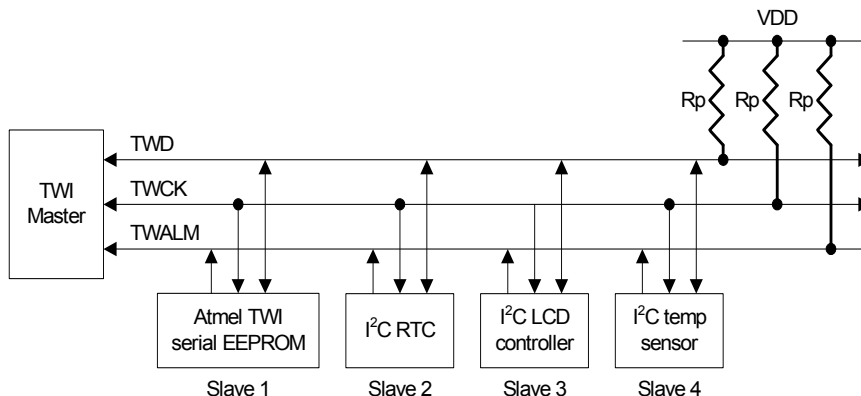 VDD
Rp Rp Rp
TWI
Master
TWD
TWCK
TWALM
Atmel TWI
serial EEPROM
I²C RTC
I²C LCD
controller
I²C temp
sensor
Slave 1 Slave 2 Slave 3 Slave 4